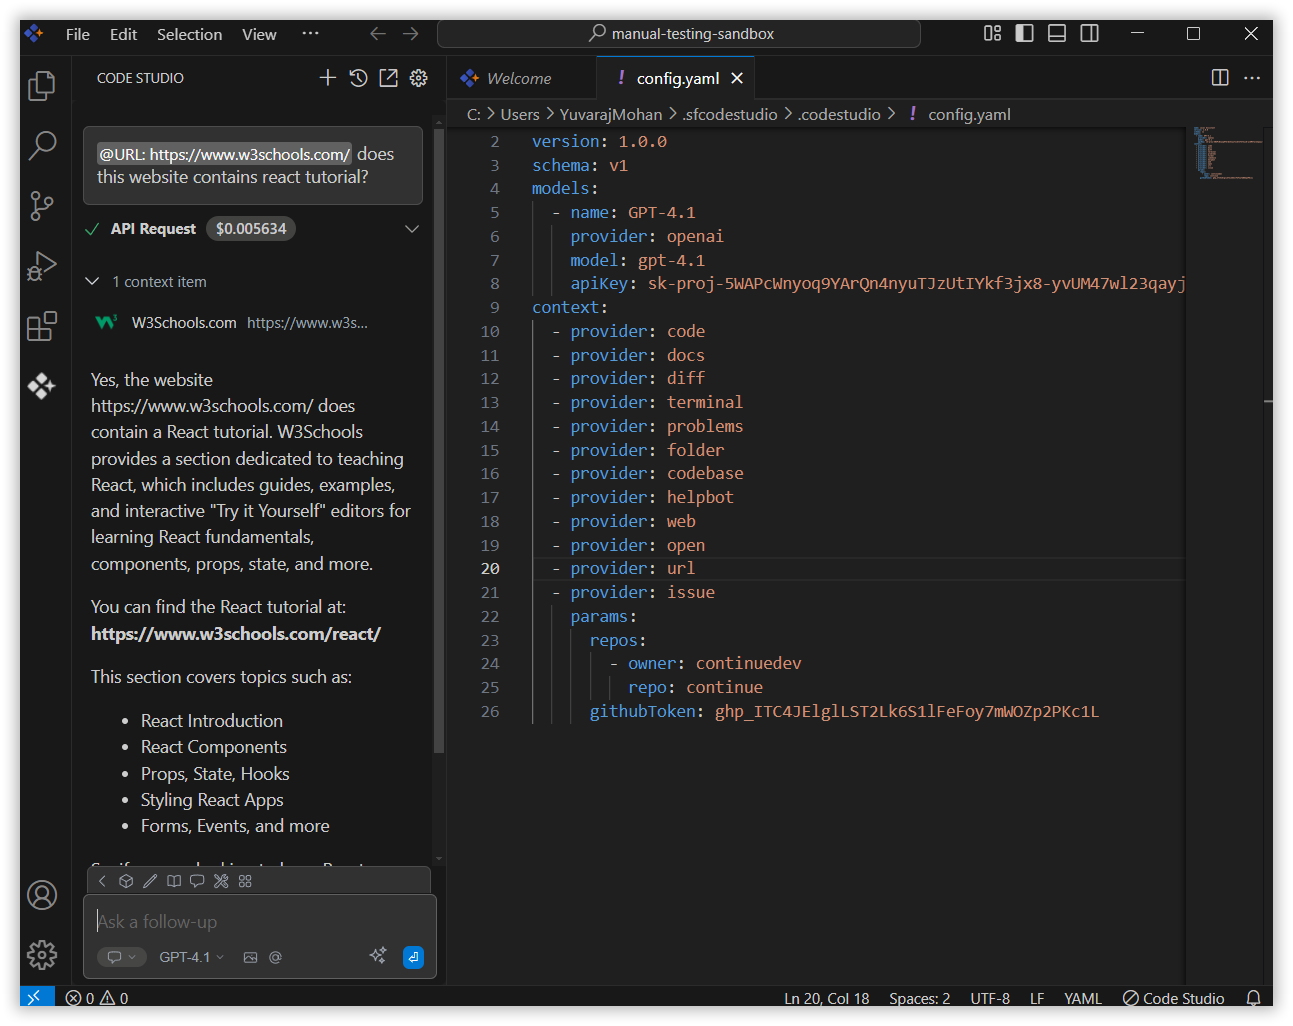 File Edit Selection View ···
manual-testing-sandbox
CODE STUDIO
Welcome
! config.yaml
C: > Users > YuvarajMohan > .sfcodestudio > .codestudio > ! config.yaml
@URL: https://www.w3schools.com/ does
this website contains react tutorial?
API Request $0.005634
1 context item
W3Schools.com https://www.w3s...
Yes, the website
https://www.w3schools.com/ does
contain a React tutorial. W3Schools
provides a section dedicated to teaching
React, which includes guides, examples,
and interactive "Try it Yourself" editors for
learning React fundamentals,
components, props, state, and more.
You can find the React tutorial at:
https://www.w3schools.com/react/
This section covers topics such as:
• React Introduction
• React Components
• Props, State, Hooks
• Styling React Apps
• Forms, Events, and more
Ask a follow-up
GPT-4.1
2 version: 1.0.0
3 schema: v1
4 models:
5 - name: GPT-4.1
6 provider: openai
7 model: gpt-4.1
8 apiKey: sk-proj-5WAPcWnyoq9YArQn4nyuTJzUtIYkf3jx8-yvUM47wl23qayj
9 context:
10 - provider: code
11 - provider: docs
12 - provider: diff
13 - provider: terminal
14 - provider: problems
15 - provider: folder
16 - provider: codebase
17 - provider: helpbot
18 - provider: web
19 - provider: open
20 - provider: url
21 - provider: issue
22 params:
23 repos:
24 - owner: continuedev
25 repo: continue
26 githubToken: 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
0 0
Ln 20, Col 18 Spaces: 2 UTF-8 LF YAML Code Studio